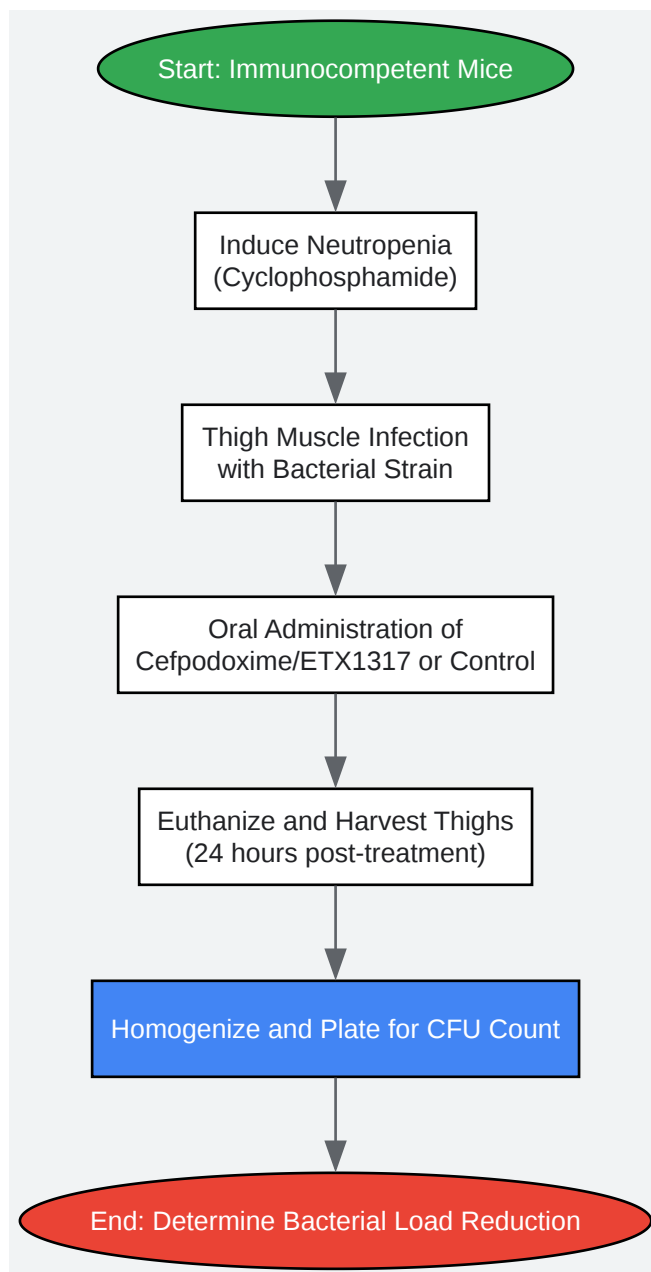 Start: Immunocompetent Mice
Induce Neutropenia
(Cyclophosphamide)
Thigh Muscle Infection
with Bacterial Strain
Oral Administration of
Cefpodoxime/ETX1317 or Control
Euthanize and Harvest Thighs
(24 hours post-treatment)
Homogenize and Plate for CFU Count
End: Determine Bacterial Load Reduction